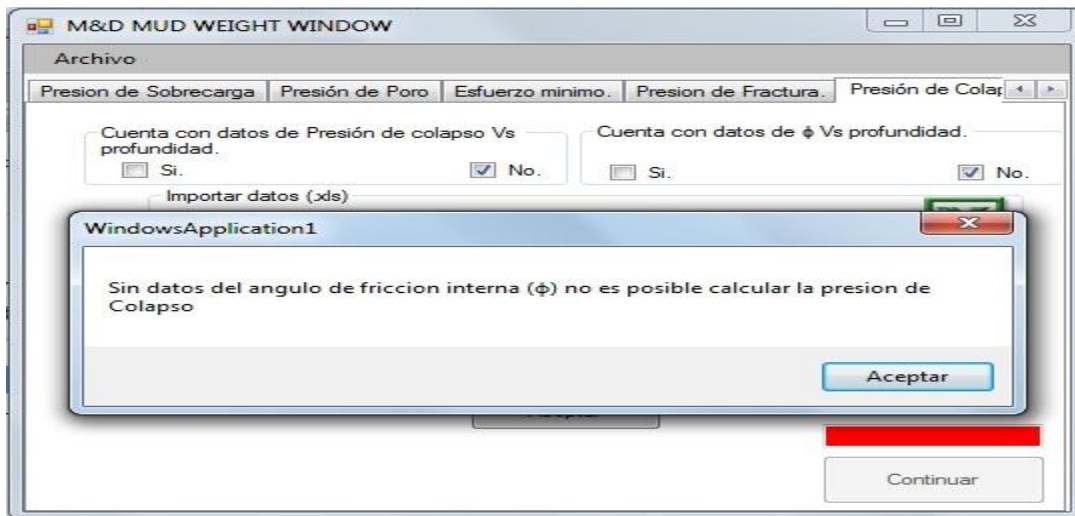 M&D MUD WEIGHT WINDOW
Archivo
Presion de Sobrecarga Presión de Poro Esfuerzo minimo. Presion de Fractura. Presión de Colap
Cuenta con datos de Presión de colapso Vs
profundidad.
Si. No.
Cuenta con datos de ϕ Vs profundidad.
Si. No.
Importar datos (.xls)
WindowsApplication1
Sin datos del angulo de friccion interna (ϕ) no es posible calcular la presion de
Colapso
Aceptar
Continuar